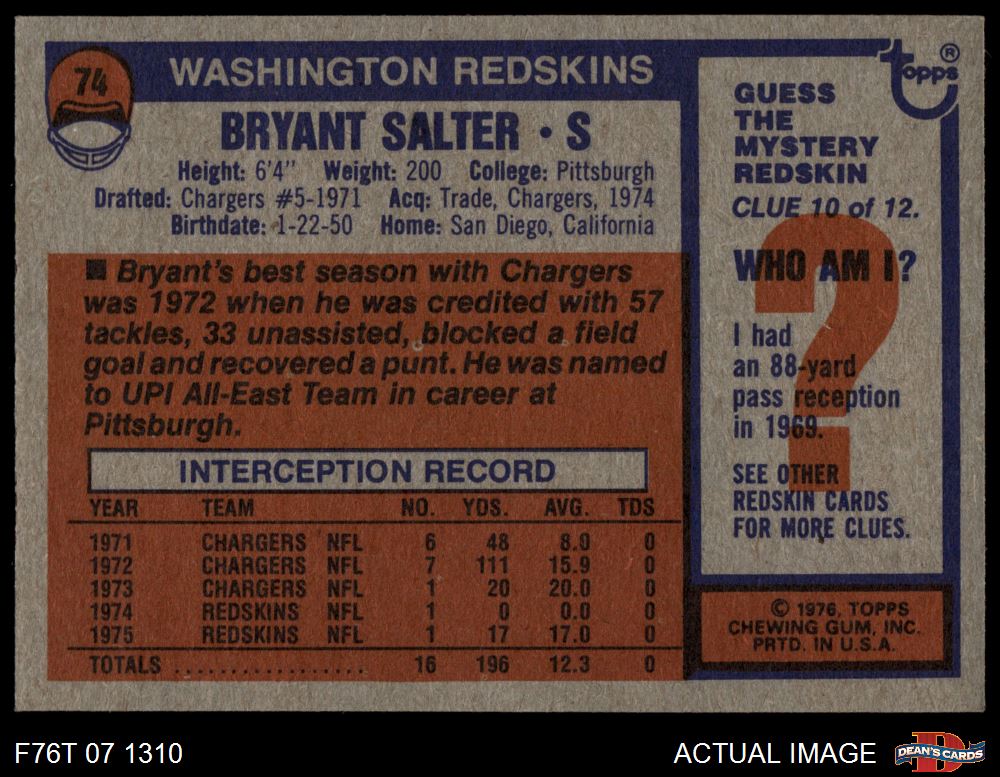 74
WASHINGTON REDSKINS
BRYANT SALTER • S
Height: 6'4" Weight: 200 College: Pittsburgh
Drafted: Chargers #5-1971 Acq: Trade, Chargers, 1974
Birthdate: 1-22-50 Home: San Diego, California
■ Bryant's best season with Chargers
was 1972 when he was credited with 57
tackles, 33 unassisted, blocked a field
goal and recovered a punt. He was named
to UPI All-East Team in career at
Pittsburgh.
INTERCEPTION RECORD
YEAR TEAM NO. YDS. AVG. TDS
1971 CHARGERS NFL 6 48 8.0 0
1972 CHARGERS NFL 7 111 15.9 0
1973 CHARGERS NFL 1 20 20.0 0
1974 REDSKINS NFL 1 0 0.0 0
1975 REDSKINS NFL 1 17 17.0 0
TOTALS .................. 16 196 12.3 0
topps®
GUESS
THE
MYSTERY
REDSKIN
CLUE 10 of 12.
WHO AM I?
?
I had
an 88-yard
pass reception
in 1969.
SEE OTHER
REDSKIN CARDS
FOR MORE CLUES.
© 1976, TOPPS
CHEWING GUM, INC.
PRTD. IN U.S.A.
F76T 07 1310
ACTUAL IMAGE
D
DEAN'S CARDS